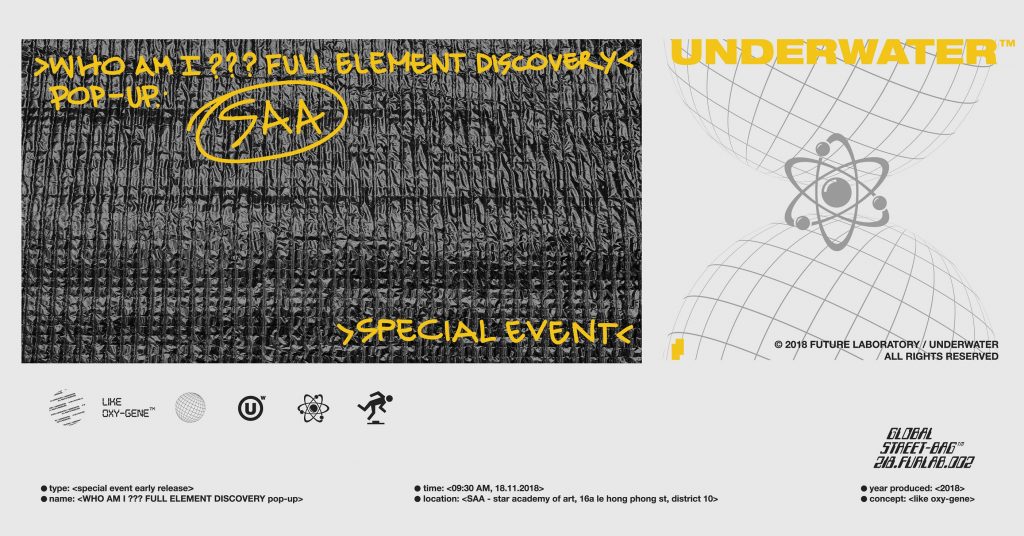 >WHO AM I ??? FULL ELEMENT DISCOVERY<
POP-UP:
SAA
>SPECIAL EVENT<
UNDERWATER™
© 2018 FUTURE LABORATORY / UNDERWATER
ALL RIGHTS RESERVED
LIKE
OXY-GENE™
U W
GLOBAL
STREET-BAG™
218.FURLAB.002
● type: <special event early release>
● name: <WHO AM I ??? FULL ELEMENT DISCOVERY pop-up>
● time: <09:30 AM, 18.11.2018>
● location: <SAA - star academy of art, 16a le hong phong st, district 10>
● year produced: <2018>
● concept: <like oxy-gene>